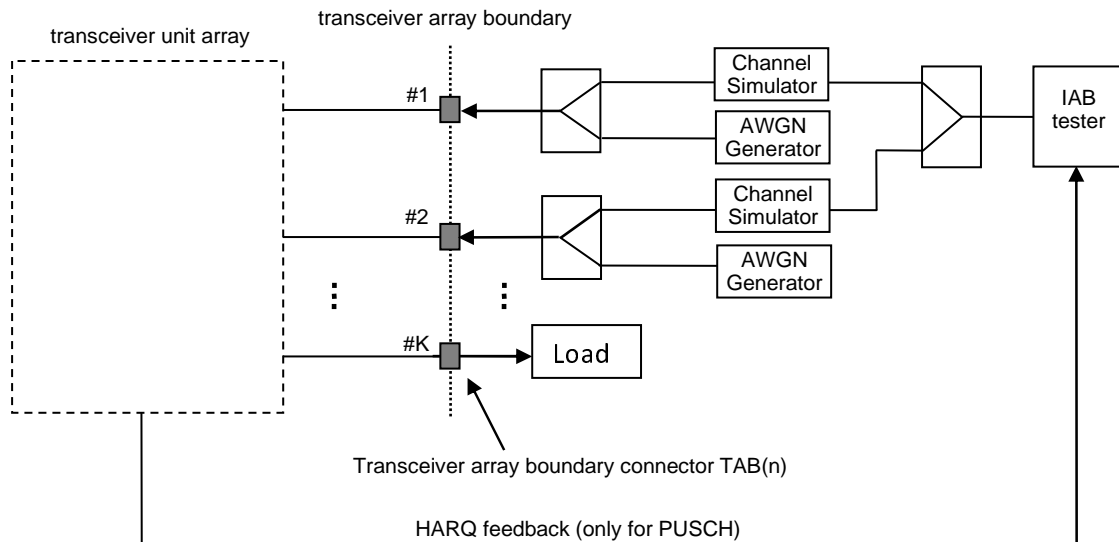 transceiver array boundary
transceiver unit array
#1
Channel
Simulator
AWGN
Generator
IAB
tester
#2
Channel
Simulator
AWGN
Generator
#K
Load
Transceiver array boundary connector TAB(n)
HARQ feedback (only for PUSCH)